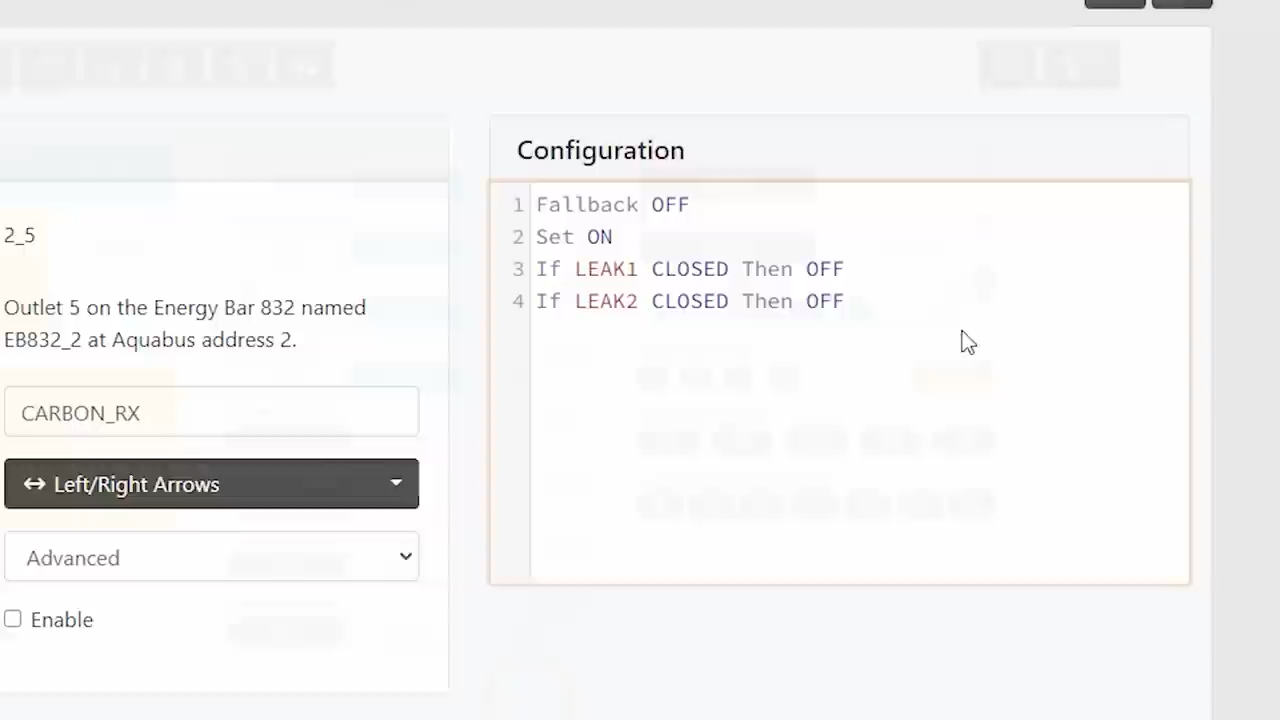 2_5
Outlet 5 on the Energy Bar 832 named
EB832_2 at Aquabus address 2.
CARBON_RX
Left/Right Arrows
Advanced
Enable
Configuration
1 Fallback OFF
2 Set ON
3 If LEAK1 CLOSED Then OFF
4 If LEAK2 CLOSED Then OFF